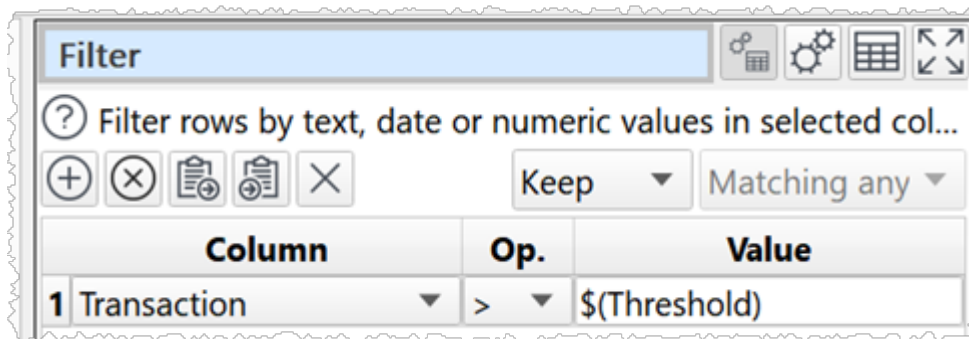 Filter
Filter rows by text, date or numeric values in selected col...
Keep Matching any
Column Op. Value
1 Transaction > $(Threshold)